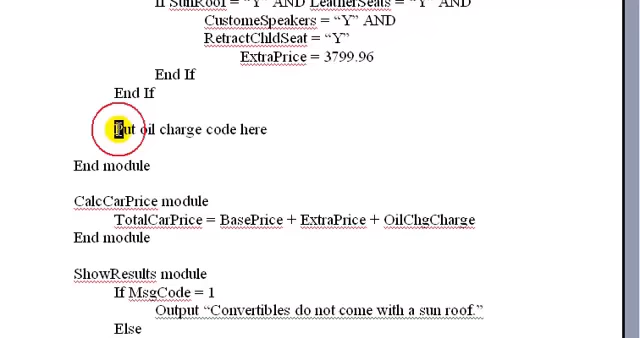 If SunRoof = “Y” AND LeatherSeats = “Y” AND
CustomeSpeakers = “Y” AND
RetractChldSeat = “Y”
ExtraPrice = 3799.96
End If
End If
Put oil charge code here
End module
CalcCarPrice module
TotalCarPrice = BasePrice + ExtraPrice + OilChgCharge
End module
ShowResults module
If MsgCode = 1
Output “Convertibles do not come with a sun roof.”
Else